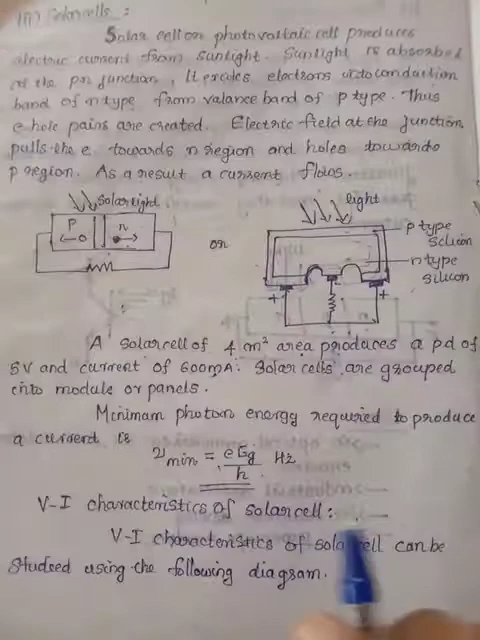 (iii) Solar cells :
Solar cell or photovoltaic cell produces
electric current from sunlight. Sunlight is absorbed
at the pn junction, It excites electrons into conduction
band of n type from valance band of p type. Thus
e hole pairs are created. Electric field at the junction
pulls the e towards n region and holes towards
p region. As a result a current flows.
Solar light
P n
or
light
p type
silicon
n type
silicon
+ +
A solar cell of 4 cm² area produces a pd of
5V and current of 600mA. Solar cells are grouped
into module or panels.
Minimam photon energy required to produce
a current is
ν min = eEg / h Hz
V-I characteristics of solar cell :
V-I characteristics of solar cell can be
studeed using the following diagram.